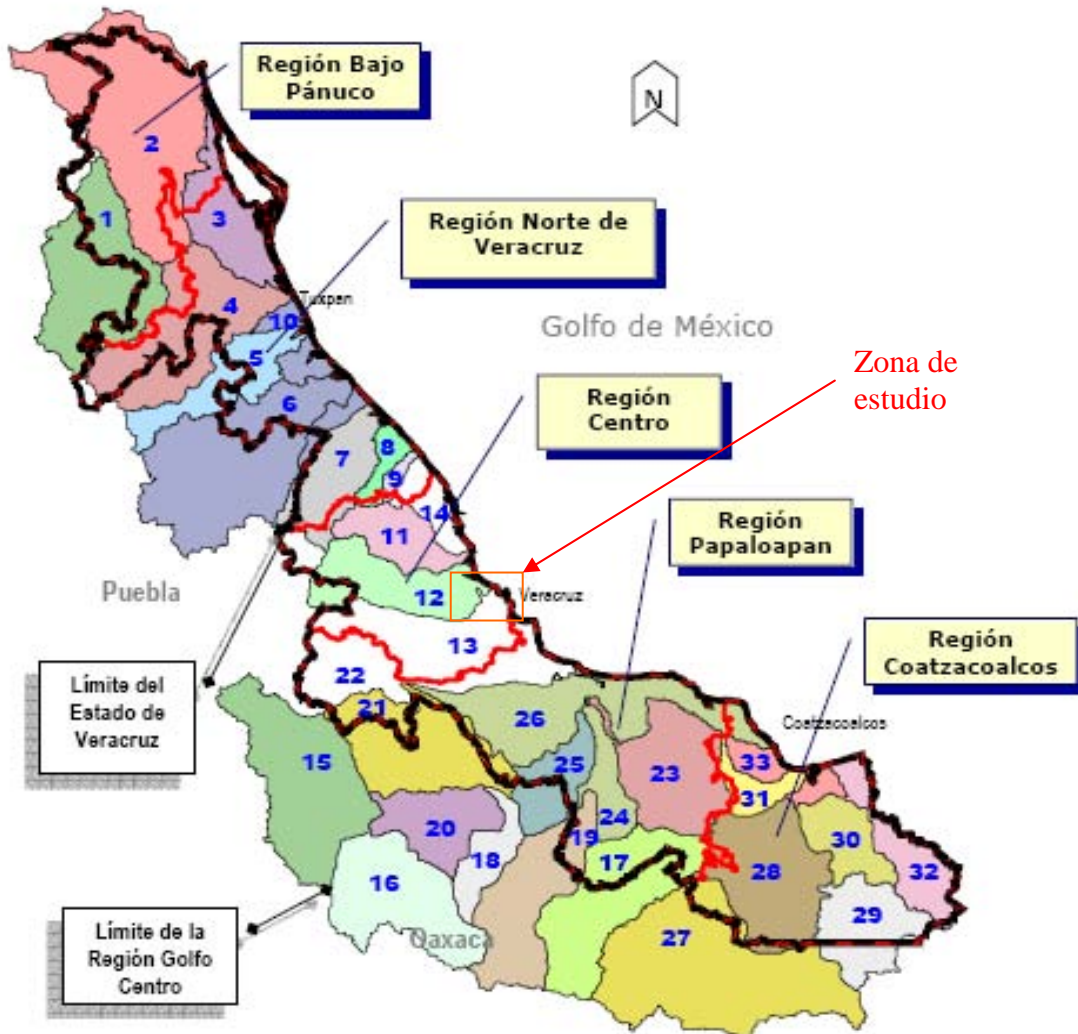 Región Bajo
Pánuco
N
2
1
3
Región Norte de
Veracruz
4
Tuxpan
10
Golfo de México
5
Zona de
estudio
6
Región
Centro
8
7
9
14
11
Región
Papaloapan
Puebla
12
Veracruz
13
Región
Coatzacoalcos
22
Límite del
Estado de
Veracruz
21
26
Coatzacoalcos
15
25
23
33
31
20
24
19
30
18
17
16
28
32
29
Límite de la
Región Golfo
Centro
Oaxaca
27